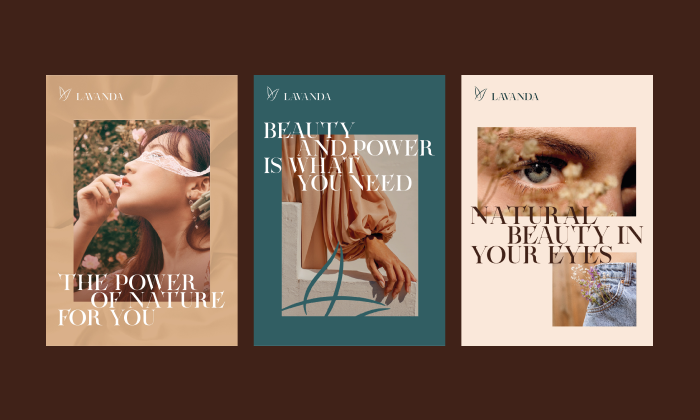 LAVANDA
THE POWER
OF NATURE
FOR YOU
LAVANDA
BEAUTY
AND POWER
IS WHAT
YOU NEED
LAVANDA
NATURAL
BEAUTY IN
YOUR EYES